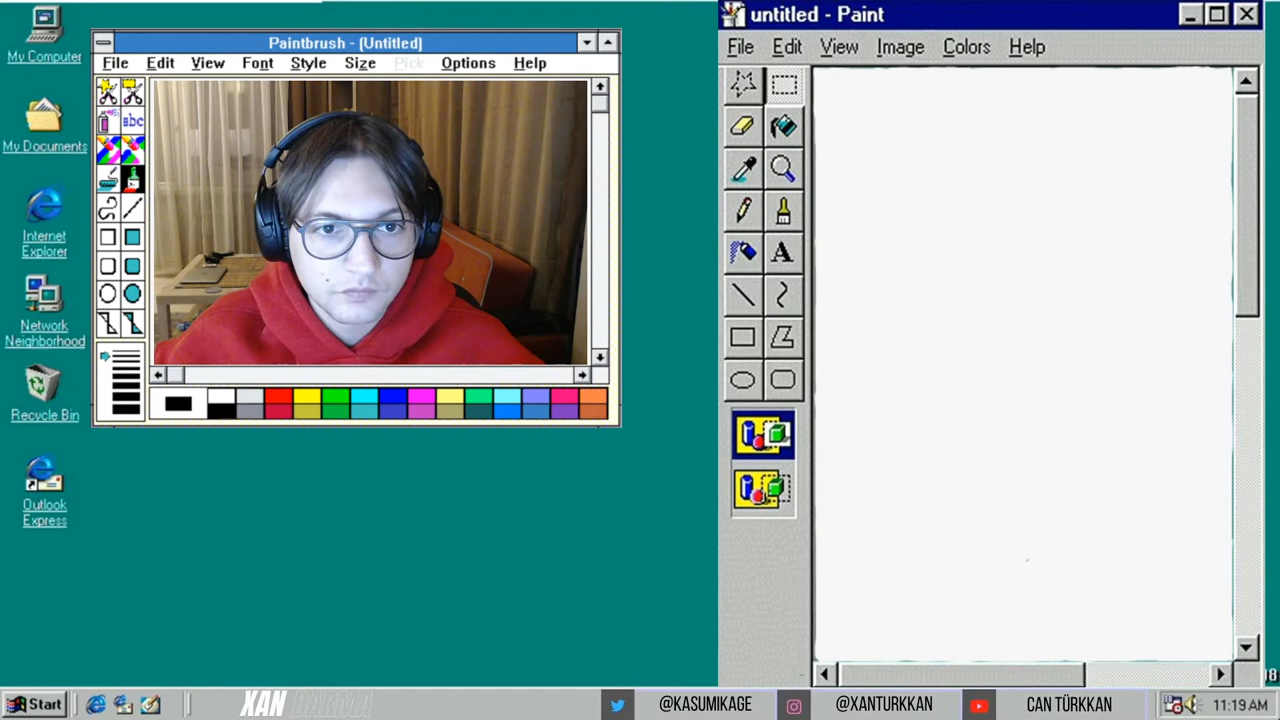 My Computer
My Documents
Internet
Explorer
Network
Neighborhood
Recycle Bin
Outlook
Express
Paintbrush - (Untitled)
File Edit View Font Style Size Pick Options Help
abc
untitled - Paint
File Edit View Image Colors Help
A
Start
XAN DARMA
@KASUMIKAGE
@XANTURKKAN
CAN TÜRKKAN
11:19 AM